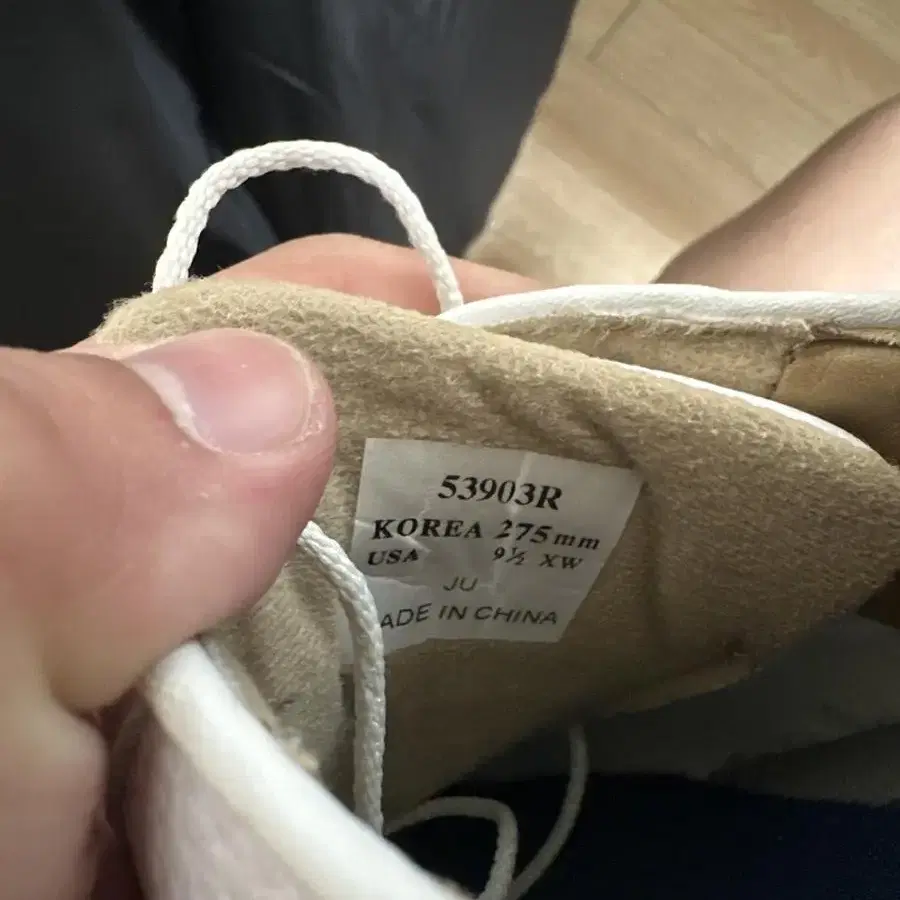 53903R
KOREA 275mm
USA 9½ XW
JU
ADE IN CHINA